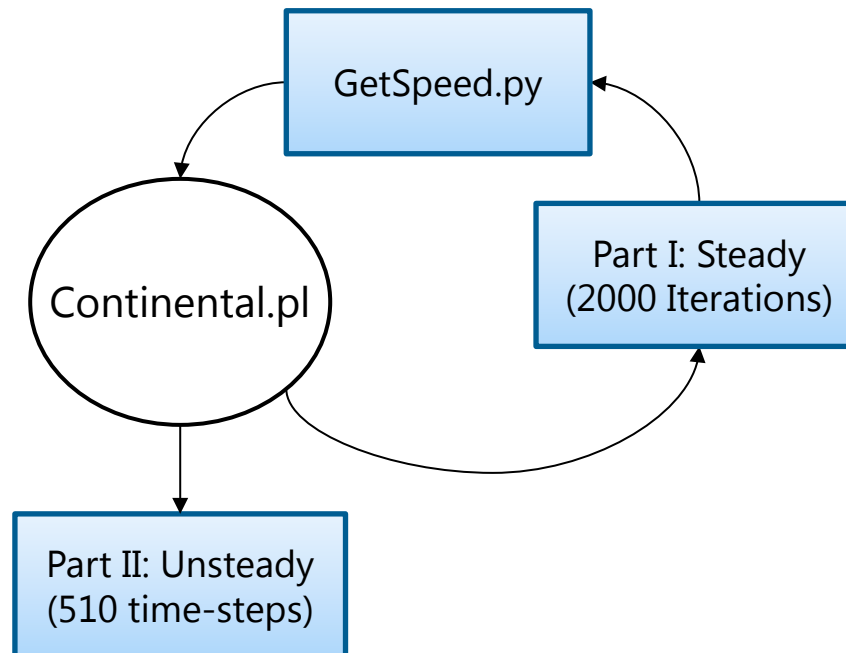 GetSpeed.py
Part I: Steady
(2000 Iterations)
Continental.pl
Part II: Unsteady
(510 time-steps)